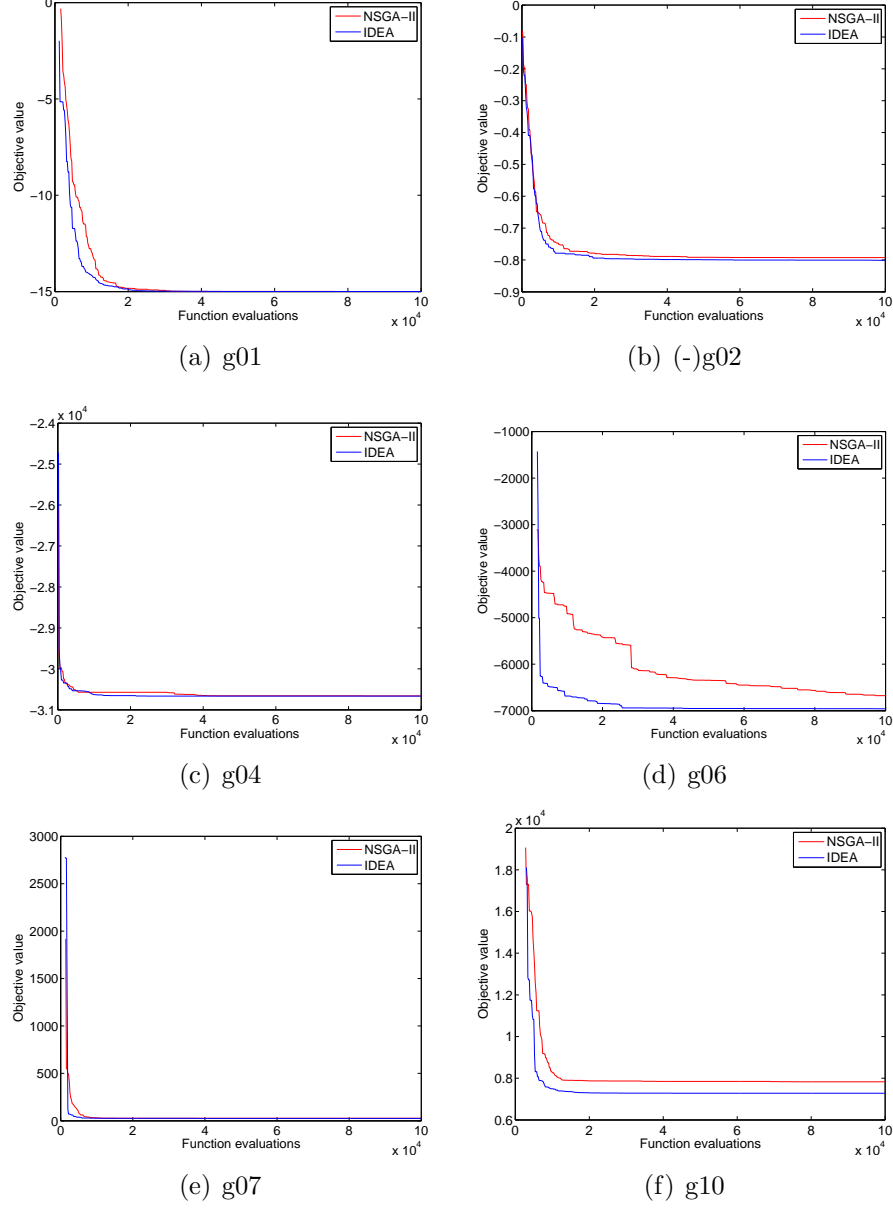 0
−5
−10
−15
0 2 4 6 8 10
x 10^4
Function evaluations
Objective value
NSGA−II
IDEA
(a) g01
0
−0.1
−0.2
−0.3
−0.4
−0.5
−0.6
−0.7
−0.8
−0.9
0 2 4 6 8 10
x 10^4
Function evaluations
Objective value
NSGA−II
IDEA
(b) (-)g02
x 10^4
−2.4
−2.5
−2.6
−2.7
−2.8
−2.9
−3
−3.1
0 2 4 6 8 10
x 10^4
Function evaluations
Objective value
NSGA−II
IDEA
(c) g04
−1000
−2000
−3000
−4000
−5000
−6000
−7000
0 2 4 6 8 10
x 10^4
Function evaluations
Objective value
NSGA−II
IDEA
(d) g06
3000
2500
2000
1500
1000
500
0
0 2 4 6 8 10
x 10^4
Function evaluations
Objective value
NSGA−II
IDEA
(e) g07
x 10^4
2
1.8
1.6
1.4
1.2
1
0.8
0.6
0 2 4 6 8 10
x 10^4
Function evaluations
Objective value
NSGA−II
IDEA
(f) g10